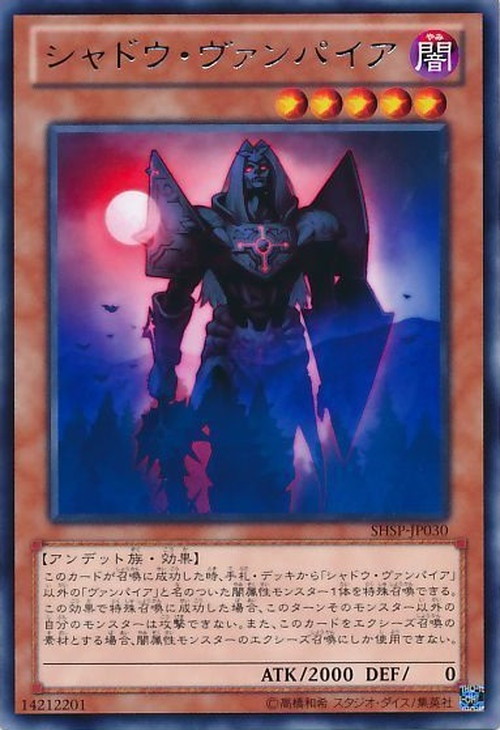 シャドウ・ヴァンパイア
やみ
闇
SHSP-JP030
【アンデット族・効果】
このカードが召喚に成功した時、手札・デッキから「シャドウ・ヴァンパイア」
以外の「ヴァンパイア」と名のついた闇属性モンスター1体を特殊召喚できる。
この効果で特殊召喚に成功した場合、このターンそのモンスター以外の
自分のモンスターは攻撃できない。また、このカードをエクシーズ召喚の
素材とする場合、闇属性モンスターのエクシーズ召喚にしか使用できない。
ATK/2000 DEF/ 0
14212201
©高橋和希 スタジオ・ダイス/集英社